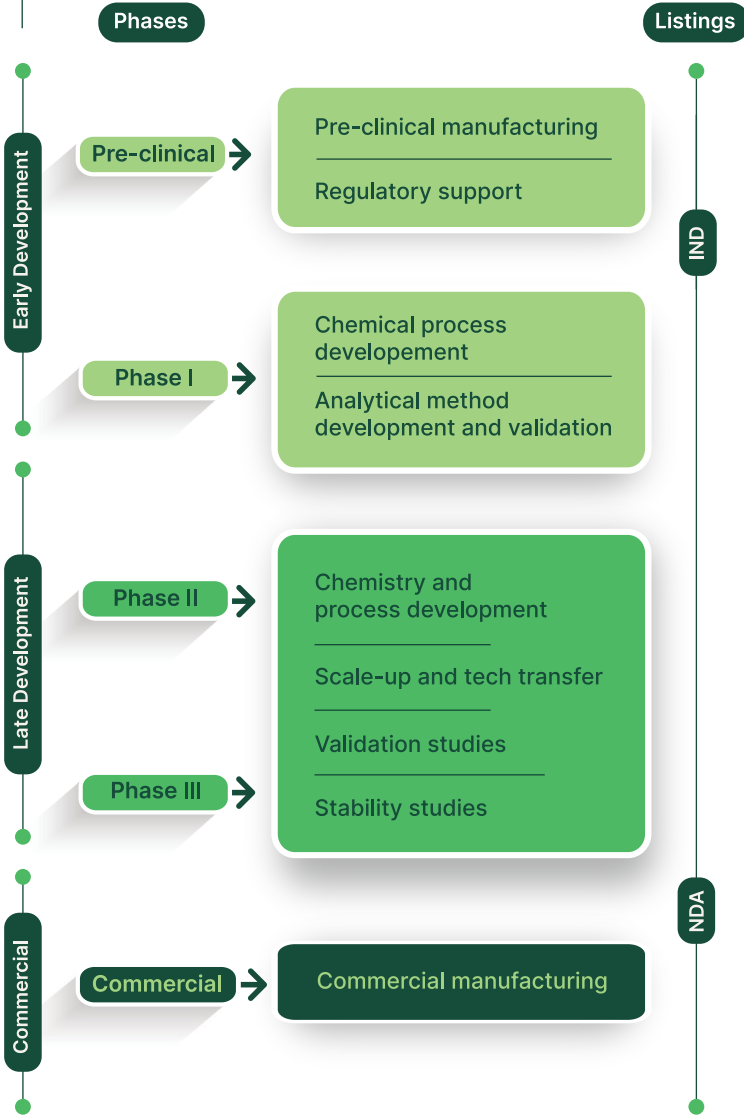 Phases
Listings
Early Development
Pre-clinical
Pre-clinical manufacturing
Regulatory support
IND
Phase I
Chemical process
developement
Analytical method
development and validation
Late Development
Phase II
Chemistry and
process development
Scale-up and tech transfer
Validation studies
Phase III
Stability studies
NDA
Commercial
Commercial
Commercial manufacturing